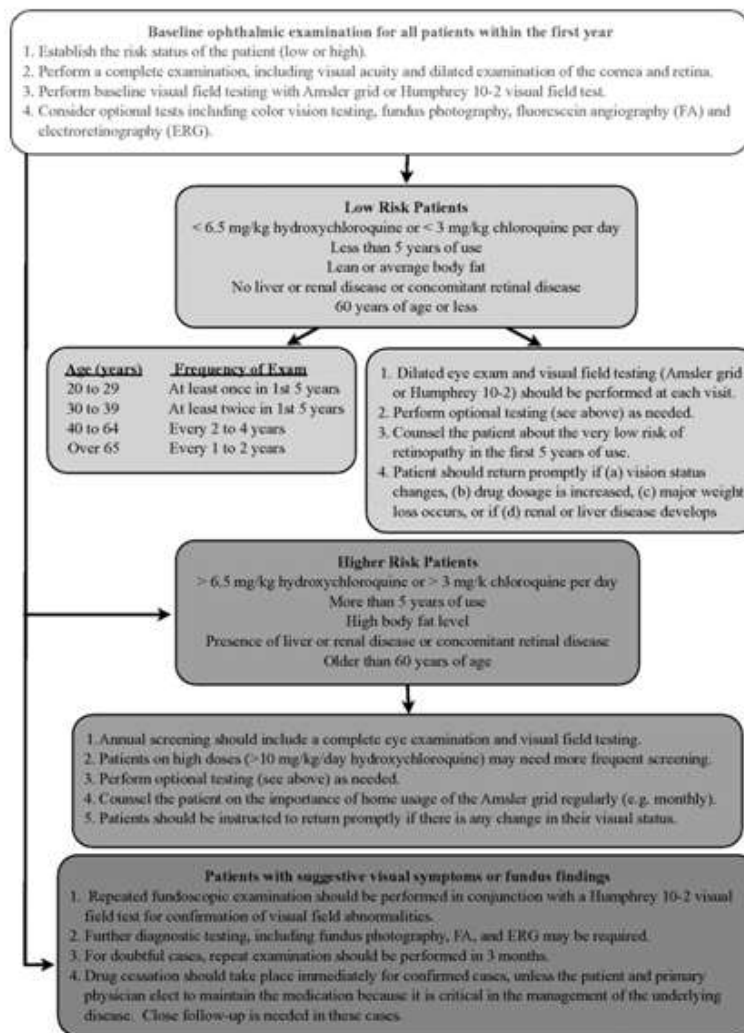 Baseline ophthalmic examination for all patients within the first year
1. Establish the risk status of the patient (low or high).
2. Perform a complete examination, including visual acuity and dilated examination of the cornea and retina.
3. Perform baseline visual field testing with Amsler grid or Humphrey 10-2 visual field test.
4. Consider optional tests including color vision testing, fundus photography, fluorescein angiography (FA) and
electroretinography (ERG).
Low Risk Patients
< 6.5 mg/kg hydroxychloroquine or < 3 mg/kg chloroquine per day
Less than 5 years of use
Lean or average body fat
No liver or renal disease or concomitant retinal disease
60 years of age or less
Age (years) Frequency of Exam
20 to 29 At least once in 1st 5 years
30 to 39 At least twice in 1st 5 years
40 to 64 Every 2 to 4 years
Over 65 Every 1 to 2 years
1. Dilated eye exam and visual field testing (Amsler grid
or Humphrey 10-2) should be performed at each visit.
2. Perform optional testing (see above) as needed.
3. Counsel the patient about the very low risk of
retinopathy in the first 5 years of use.
4. Patient should return promptly if (a) vision status
changes, (b) drug dosage is increased, (c) major weight
loss occurs, or if (d) renal or liver disease develops
Higher Risk Patients
> 6.5 mg/kg hydroxychloroquine or > 3 mg/k chloroquine per day
More than 5 years of use
High body fat level
Presence of liver or renal disease or concomitant retinal disease
Older than 60 years of age
1. Annual screening should include a complete eye examination and visual field testing.
2. Patients on high doses (>10 mg/kg/day hydroxychloroquine) may need more frequent screening.
3. Perform optional testing (see above) as needed.
4. Counsel the patient on the importance of home usage of the Amsler grid regularly (e.g. monthly).
5. Patients should be instructed to return promptly if there is any change in their visual status.
Patients with suggestive visual symptoms or fundus findings
1. Repeated fundoscopic examination should be performed in conjunction with a Humphrey 10-2 visual
field test for confirmation of visual field abnormalities.
2. Further diagnostic testing, including fundus photography, FA, and ERG may be required.
3. For doubtful cases, repeat examination should be performed in 3 months.
4. Drug cessation should take place immediately for confirmed cases, unless the patient and primary
physician elect to maintain the medication because it is critical in the management of the underlying
disease. Close follow-up is needed in these cases.